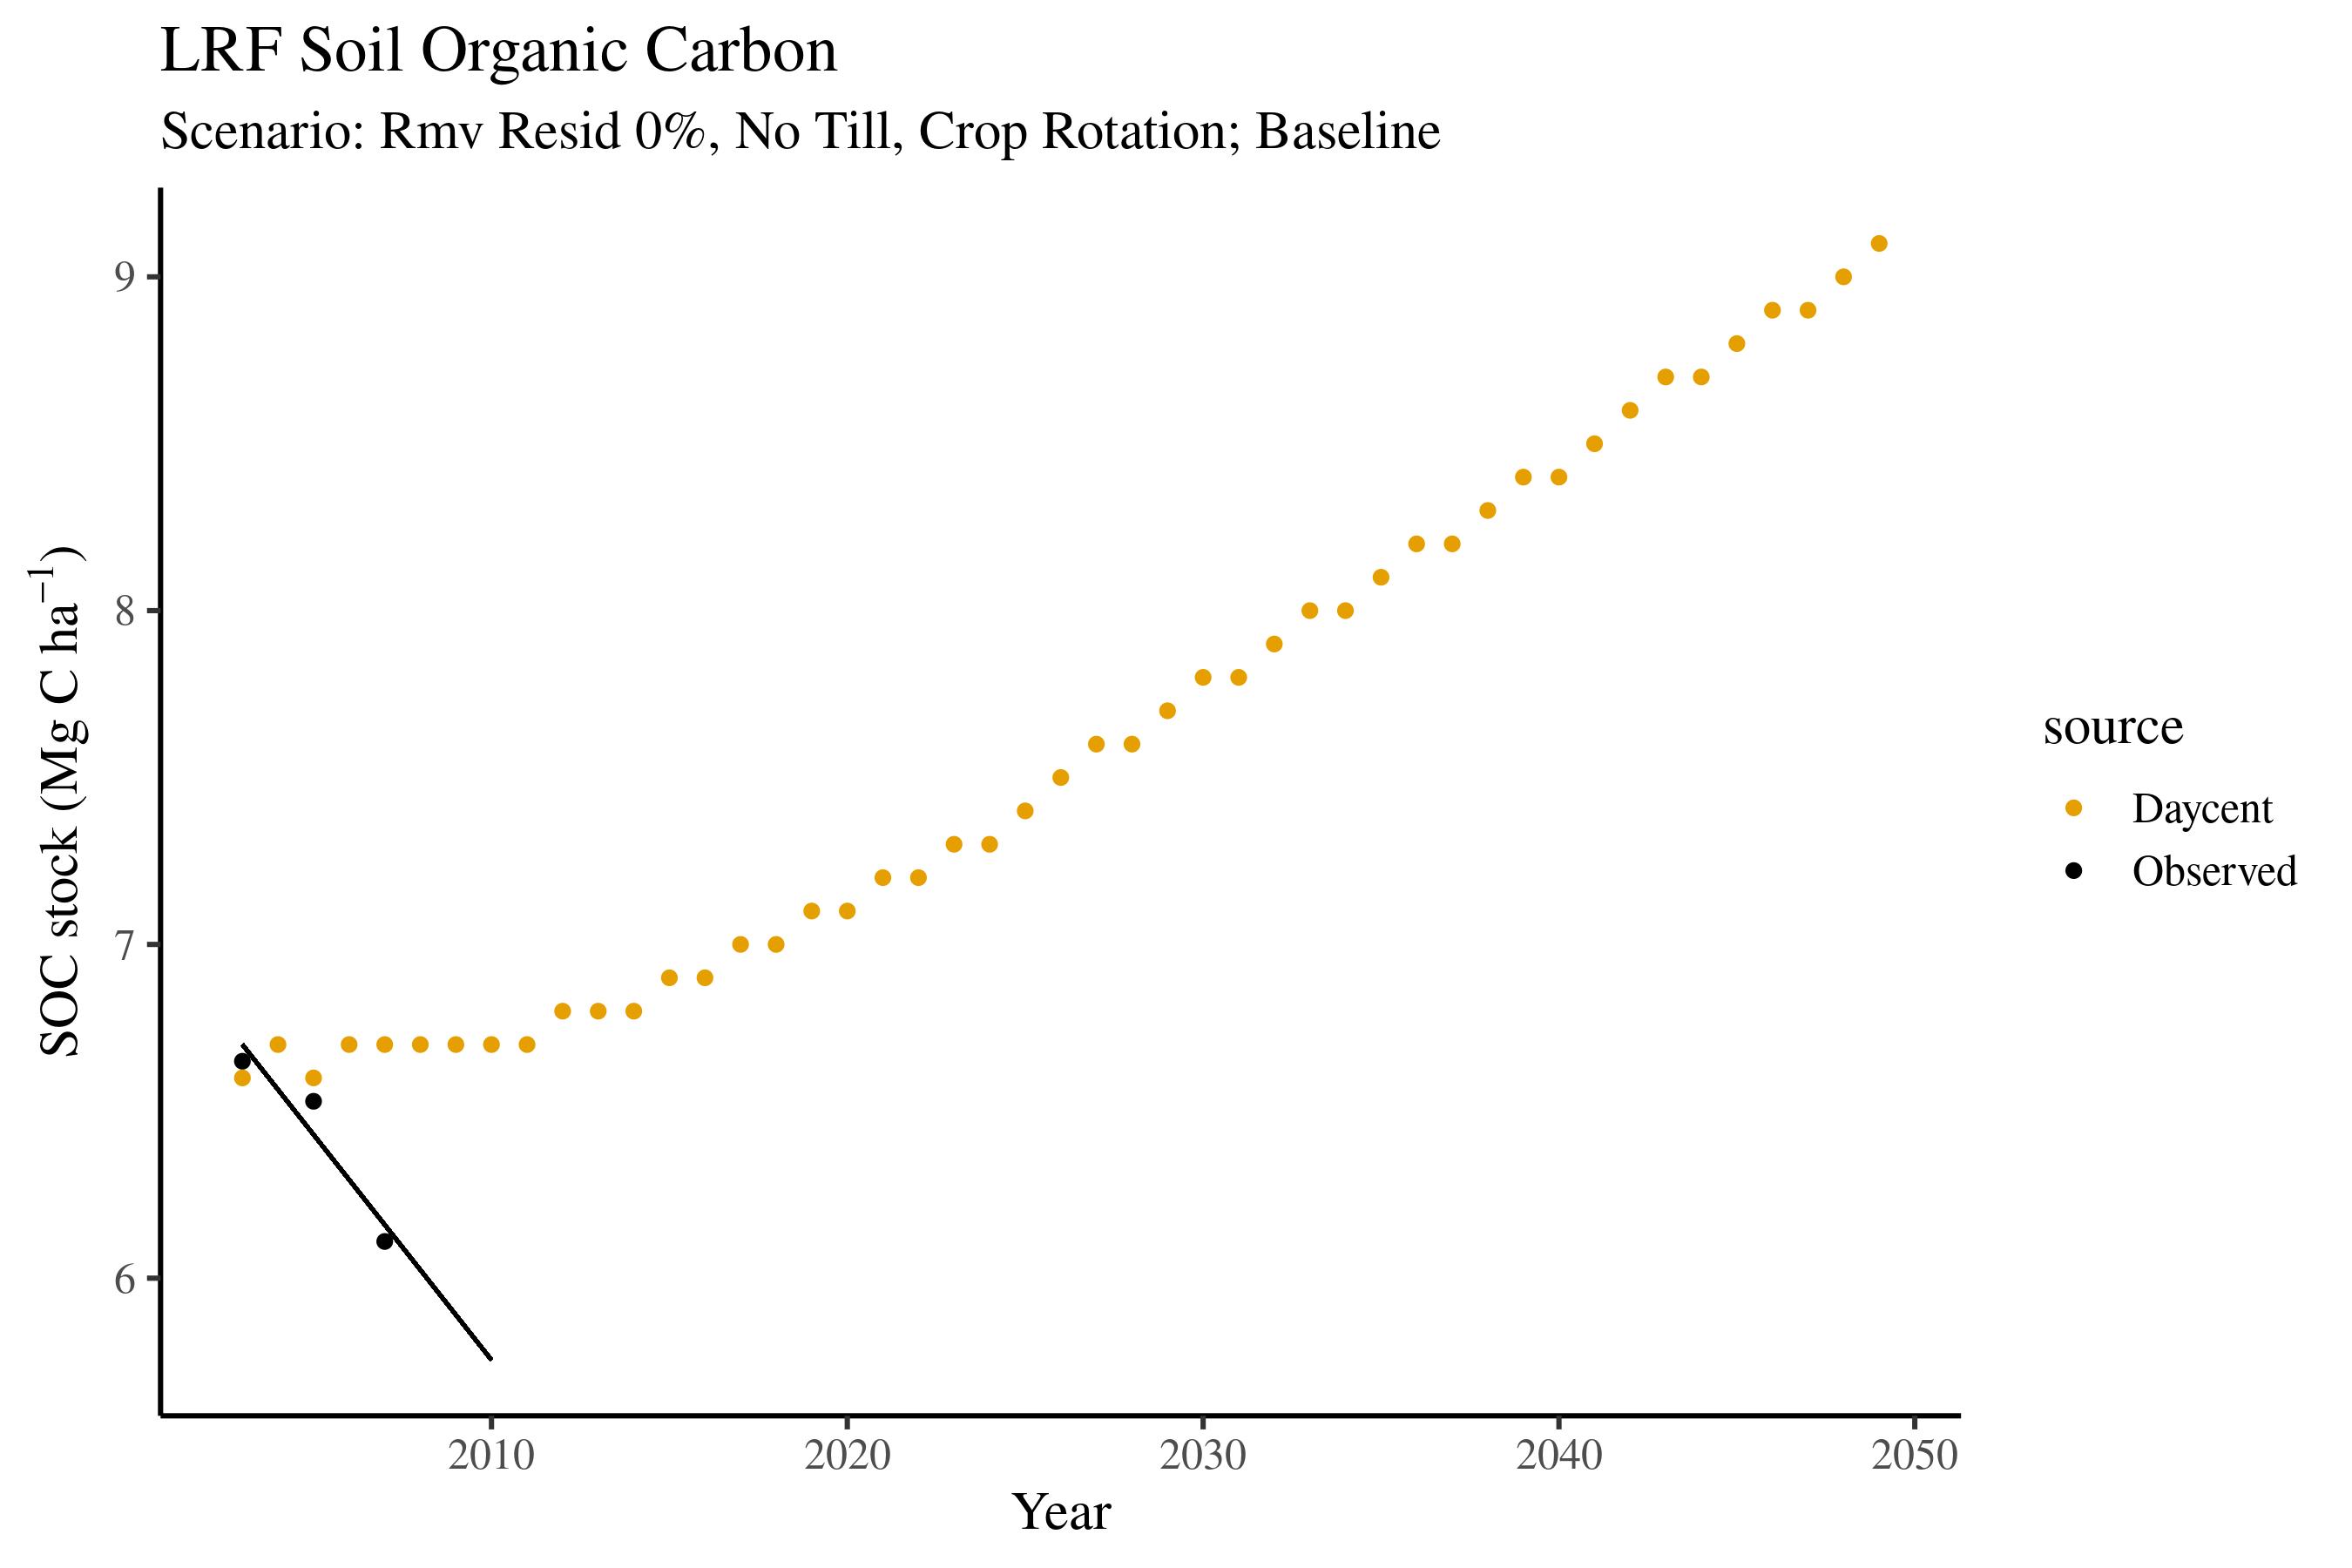 LRF Soil Organic Carbon
Scenario: Rmv Resid 0%, No Till, Crop Rotation; Baseline
SOC stock (Mg C ha⁻¹)
9
8
7
6
2010 2020 2030 2040 2050
Year
source
Daycent
Observed